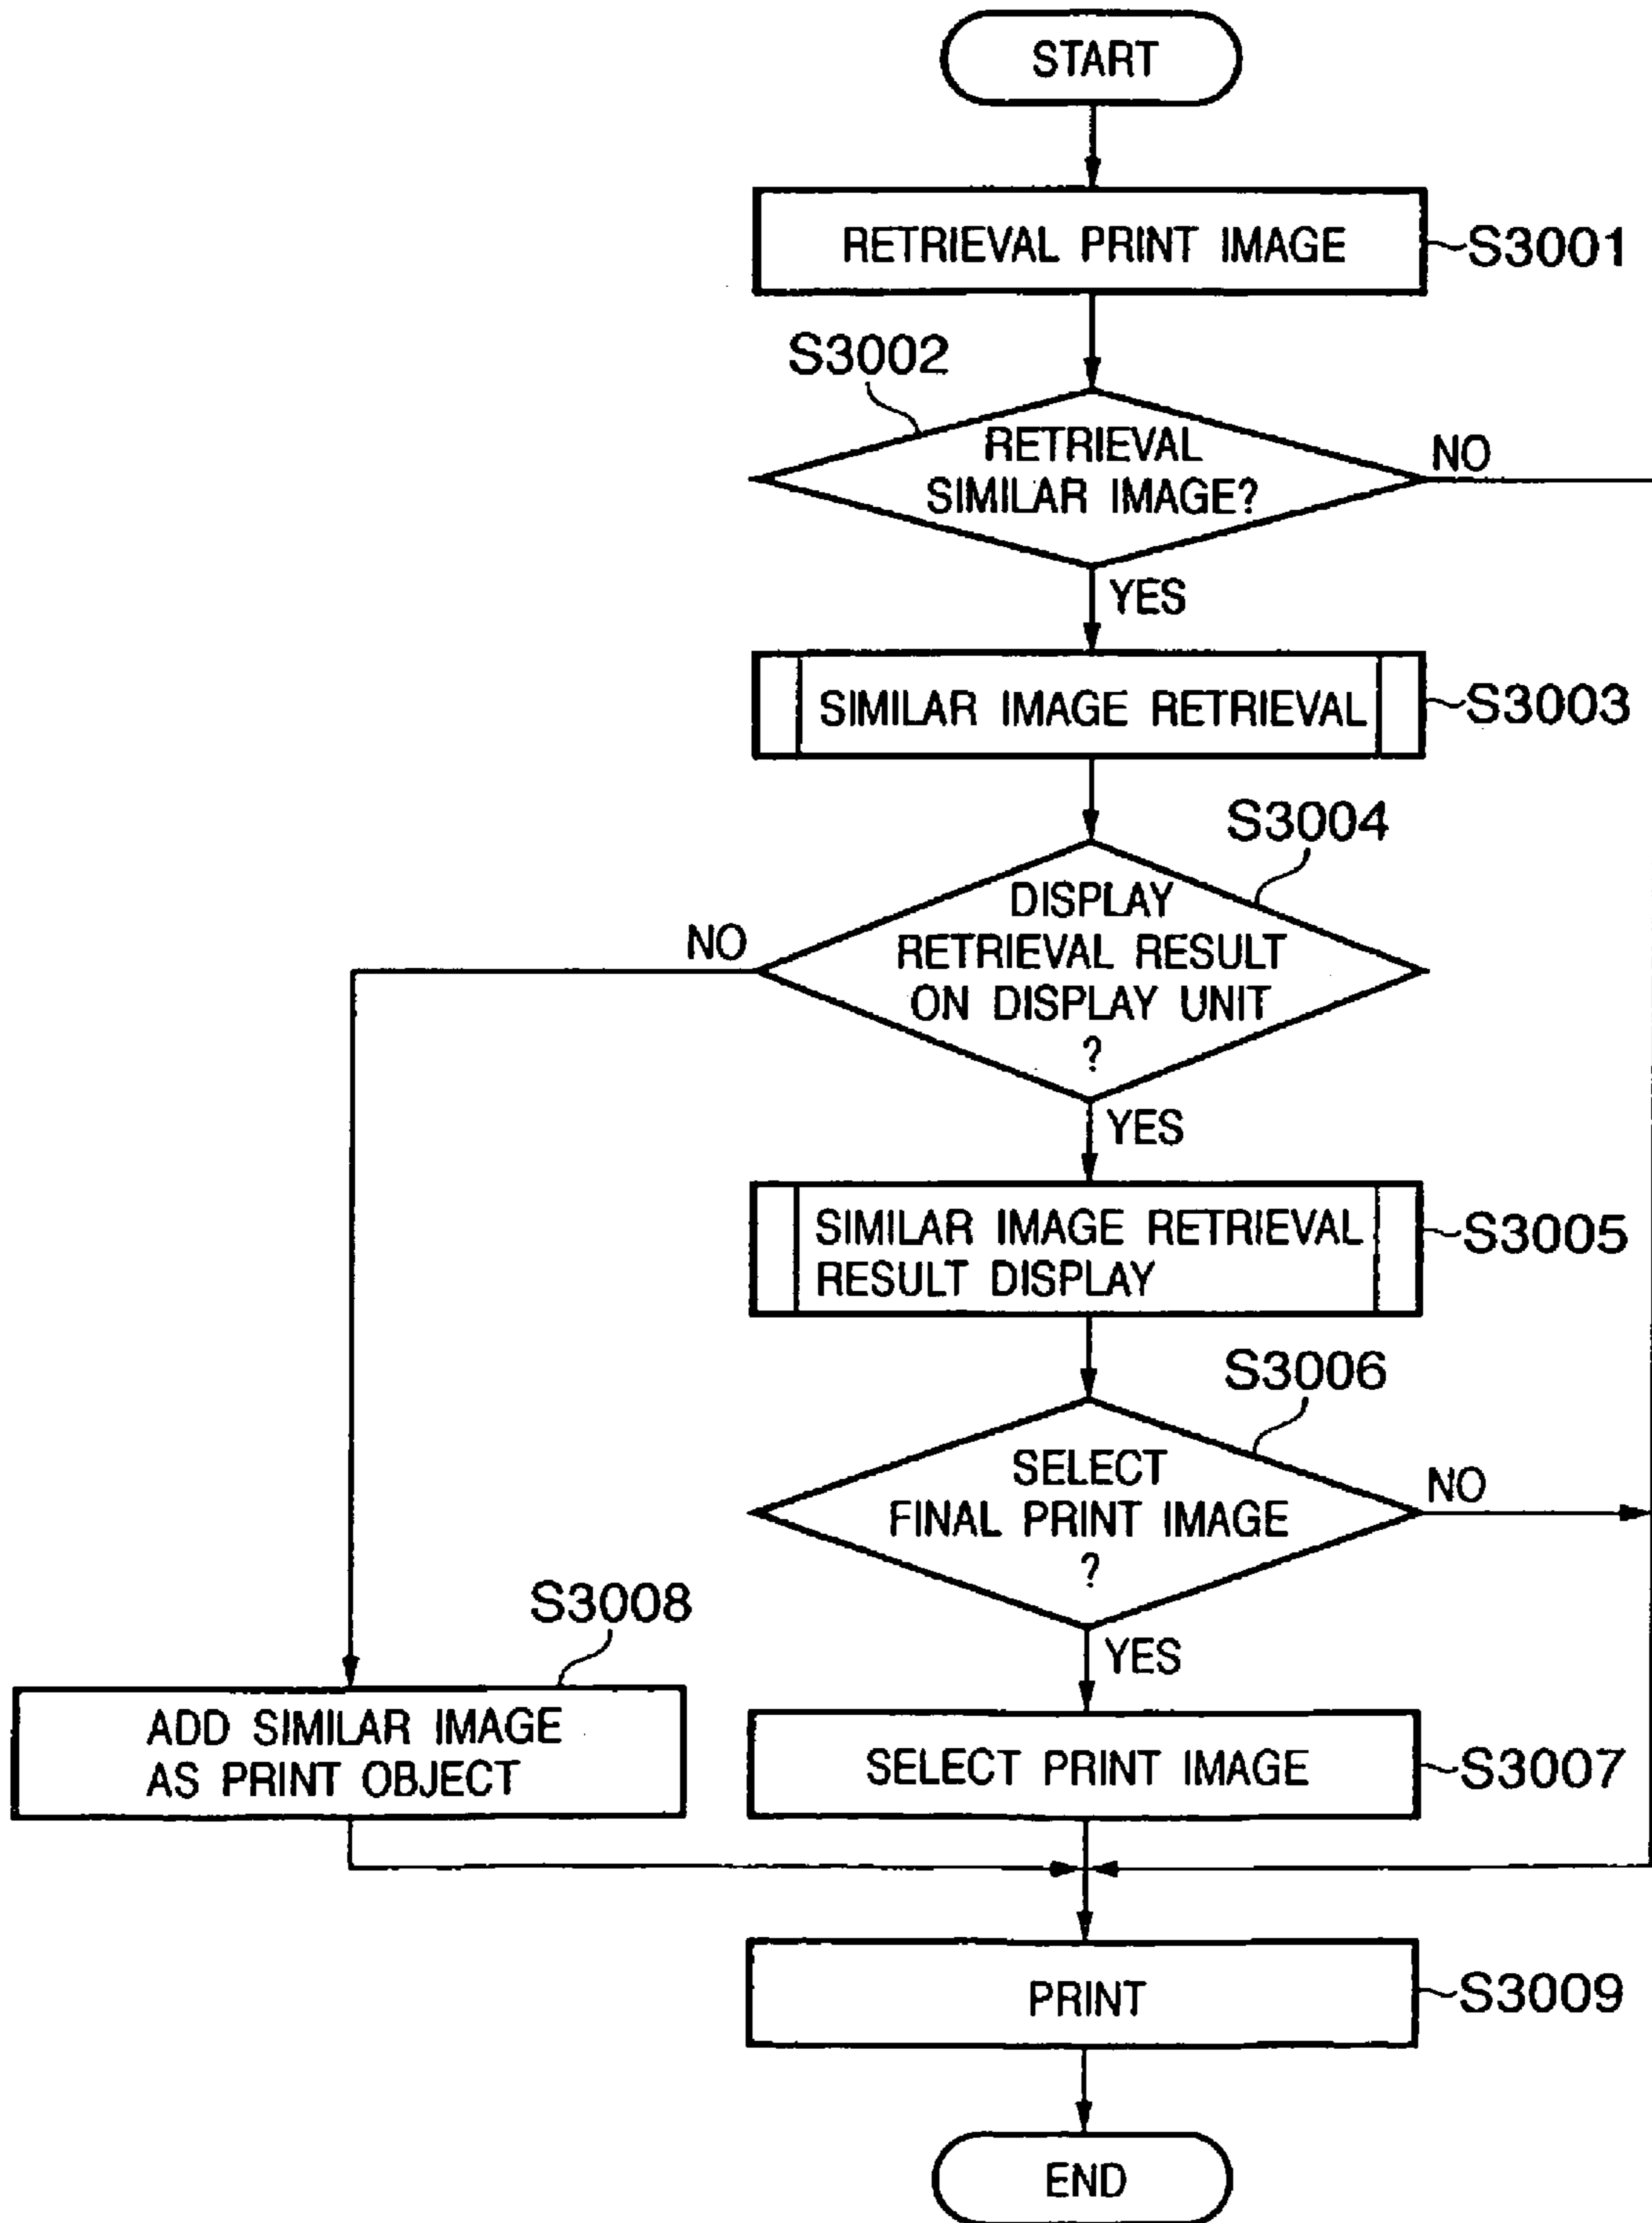 START
RETRIEVAL PRINT IMAGE
S3001
S3002
RETRIEVAL
SIMILAR IMAGE?
NO
YES
SIMILAR IMAGE RETRIEVAL
S3003
S3004
DISPLAY
RETRIEVAL RESULT
ON DISPLAY UNIT
?
NO
YES
SIMILAR IMAGE RETRIEVAL
RESULT DISPLAY
S3005
S3006
SELECT
FINAL PRINT IMAGE
?
NO
YES
S3008
ADD SIMILAR IMAGE
AS PRINT OBJECT
SELECT PRINT IMAGE
S3007
PRINT
S3009
END